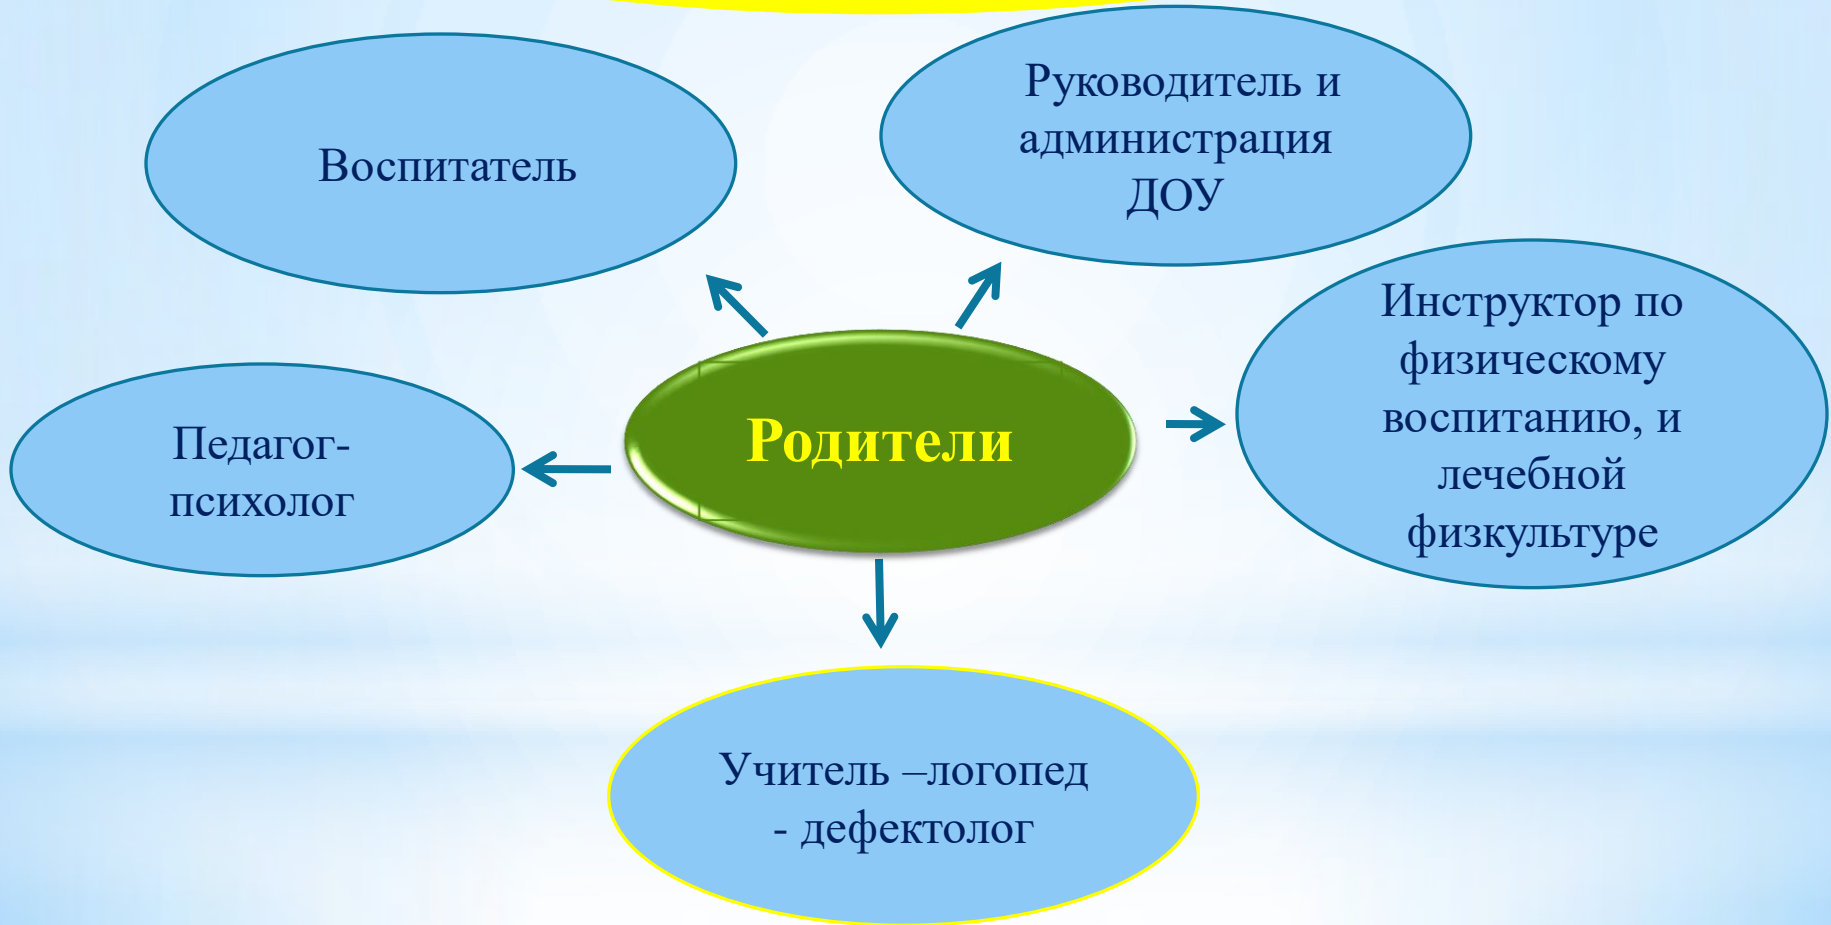 Воспитатель
Руководитель и
администрация
ДОУ
Инструктор по
физическому
воспитанию, и
лечебной
физкультуре
Педагог-
психолог
Родители
Учитель –логопед
- дефектолог